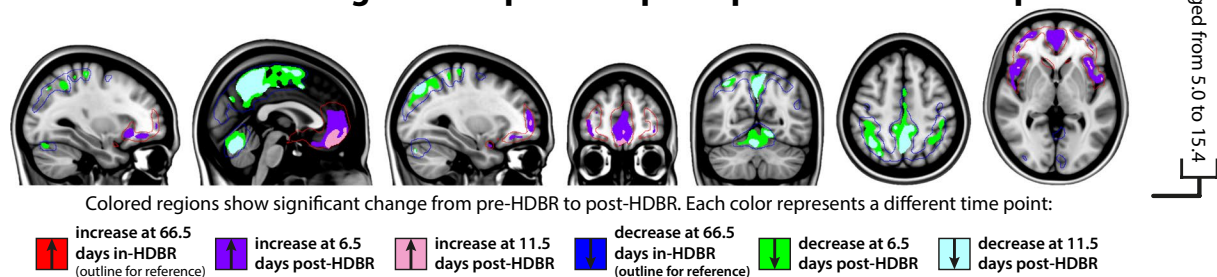 ged from 5.0 to 15.4
Colored regions show significant change from pre-HDBR to post-HDBR. Each color represents a different time point:
increase at 66.5
days in-HDBR
(outline for reference)
increase at 6.5
days post-HDBR
increase at 11.5
days post-HDBR
decrease at 66.5
days in-HDBR
(outline for reference)
decrease at 6.5
days post-HDBR
decrease at 11.5
days post-HDBR